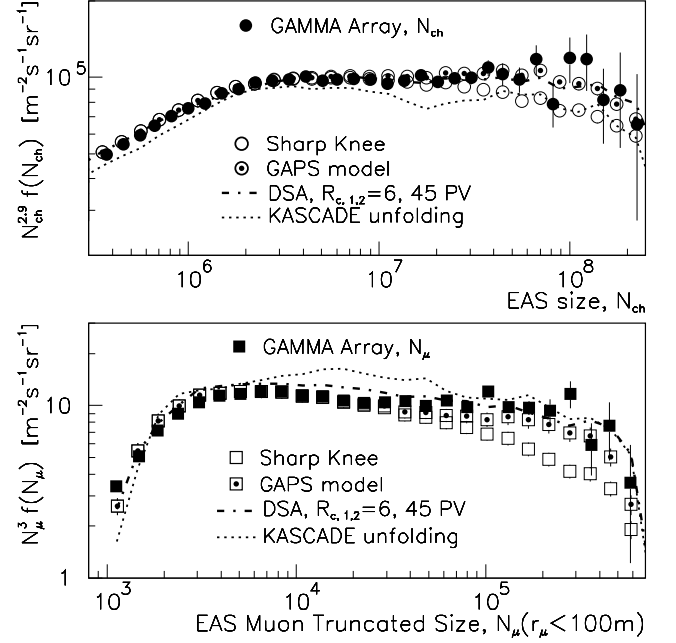 GAMMA Array, N_ch
10^5
N_ch^2.9 f(N_ch) [m^-2 s^-1 sr^-1]
Sharp Knee
GAPS model
DSA, R_c,1,2=6, 45 PV
KASCADE unfolding
10^6 10^7 10^8
EAS size, N_ch
GAMMA Array, N_μ
10
N_μ^3 f(N_μ) [m^-2 s^-1 sr^-1]
Sharp Knee
GAPS model
DSA, R_c,1,2=6, 45 PV
KASCADE unfolding
1
10^3 10^4 10^5
EAS Muon Truncated Size, N_μ(r_μ<100m)